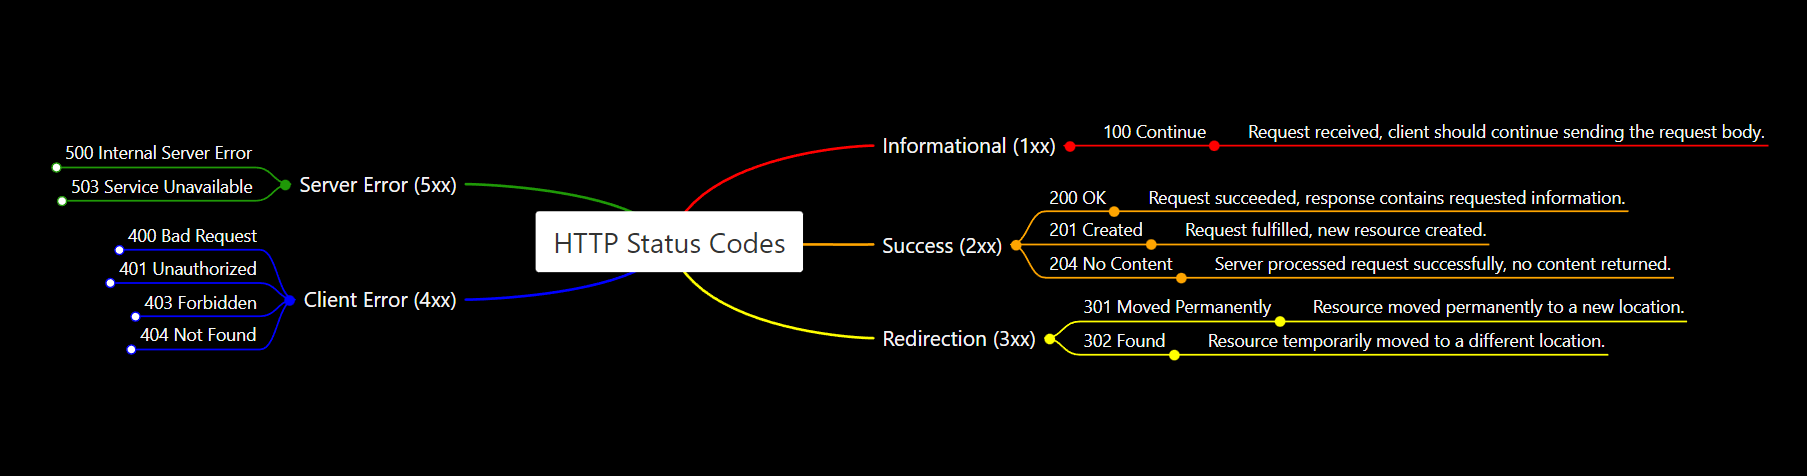 HTTP Status Codes
Informational (1xx)
100 Continue
Request received, client should continue sending the request body.
Success (2xx)
200 OK
Request succeeded, response contains requested information.
201 Created
Request fulfilled, new resource created.
204 No Content
Server processed request successfully, no content returned.
Redirection (3xx)
301 Moved Permanently
Resource moved permanently to a new location.
302 Found
Resource temporarily moved to a different location.
Client Error (4xx)
400 Bad Request
401 Unauthorized
403 Forbidden
404 Not Found
Server Error (5xx)
500 Internal Server Error
503 Service Unavailable